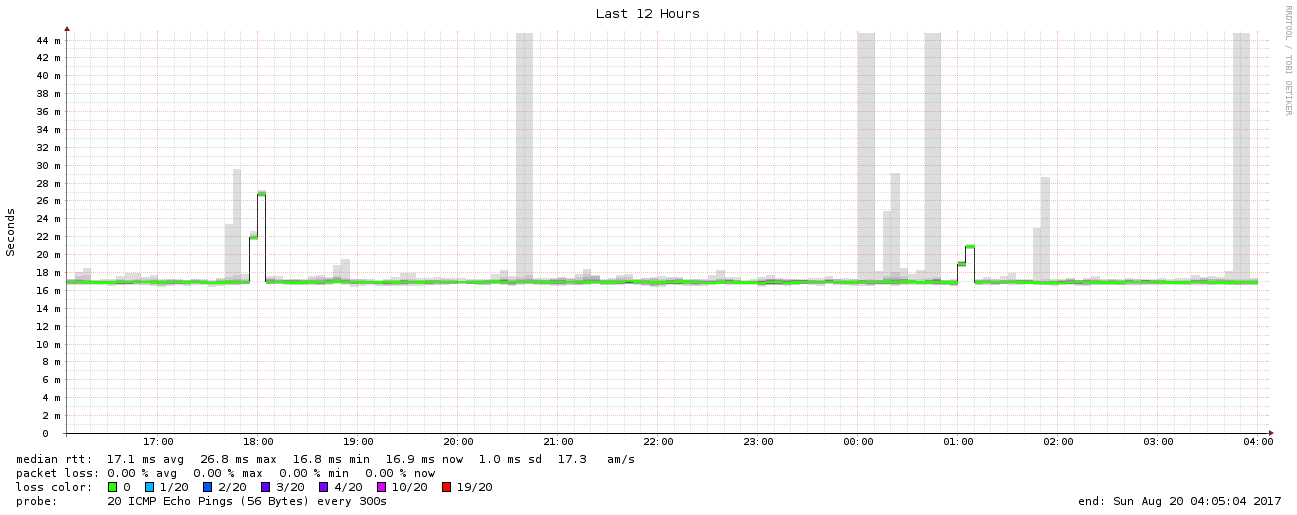 Last 12 Hours
RRDTOOL / TOBI OETIKER
Seconds
44 m
42 m
40 m
38 m
36 m
34 m
32 m
30 m
28 m
26 m
24 m
22 m
20 m
18 m
16 m
14 m
12 m
10 m
8 m
6 m
4 m
2 m
0
17:00 18:00 19:00 20:00 21:00 22:00 23:00 00:00 01:00 02:00 03:00 04:00
median rtt: 17.1 ms avg 26.8 ms max 16.8 ms min 16.9 ms now 1.0 ms sd 17.3 am/s
packet loss: 0.00 % avg 0.00 % max 0.00 % min 0.00 % now
loss color: 0 1/20 2/20 3/20 4/20 10/20 19/20
probe: 20 ICMP Echo Pings (56 Bytes) every 300s end: Sun Aug 20 04:05:04 2017